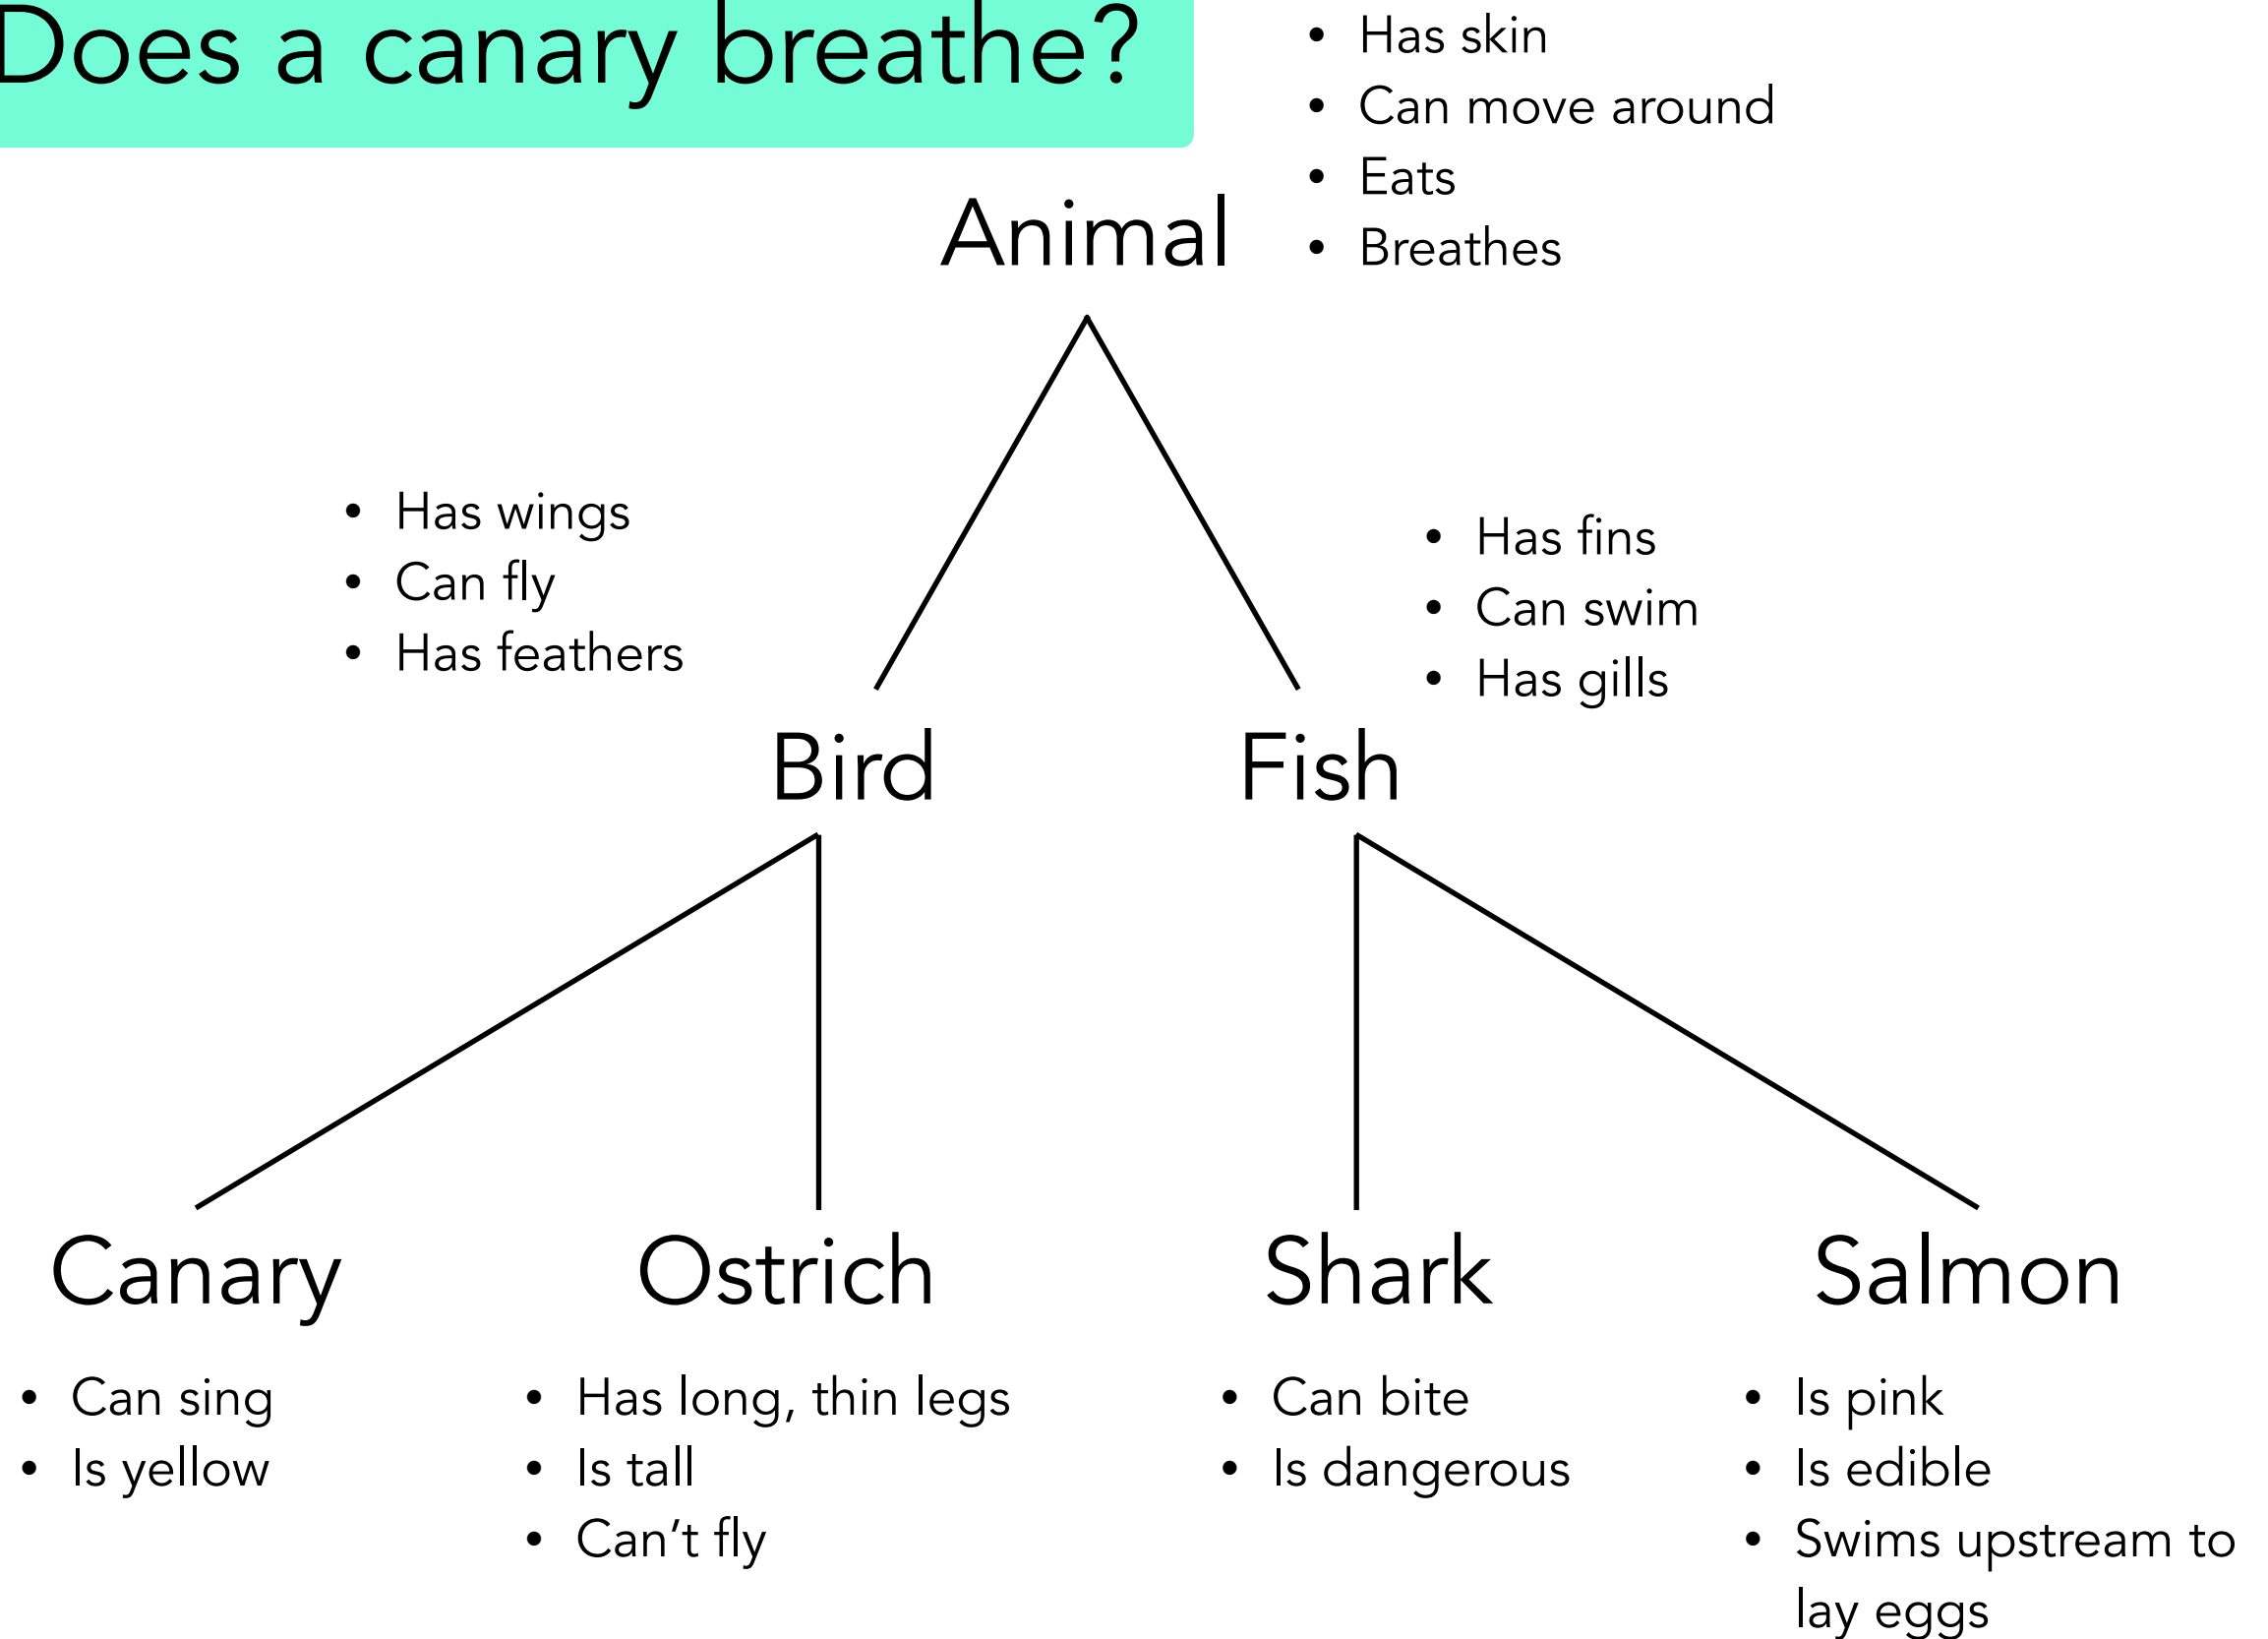 Does a canary breathe?
• Has skin
• Can move around
• Eats
• Breathes
Animal
• Has wings
• Can fly
• Has feathers
• Has fins
• Can swim
• Has gills
Bird
Fish
Canary
• Can sing
• Is yellow
Ostrich
• Has long, thin legs
• Is tall
• Can’t fly
Shark
• Can bite
• Is dangerous
Salmon
• Is pink
• Is edible
• Swims upstream to
lay eggs